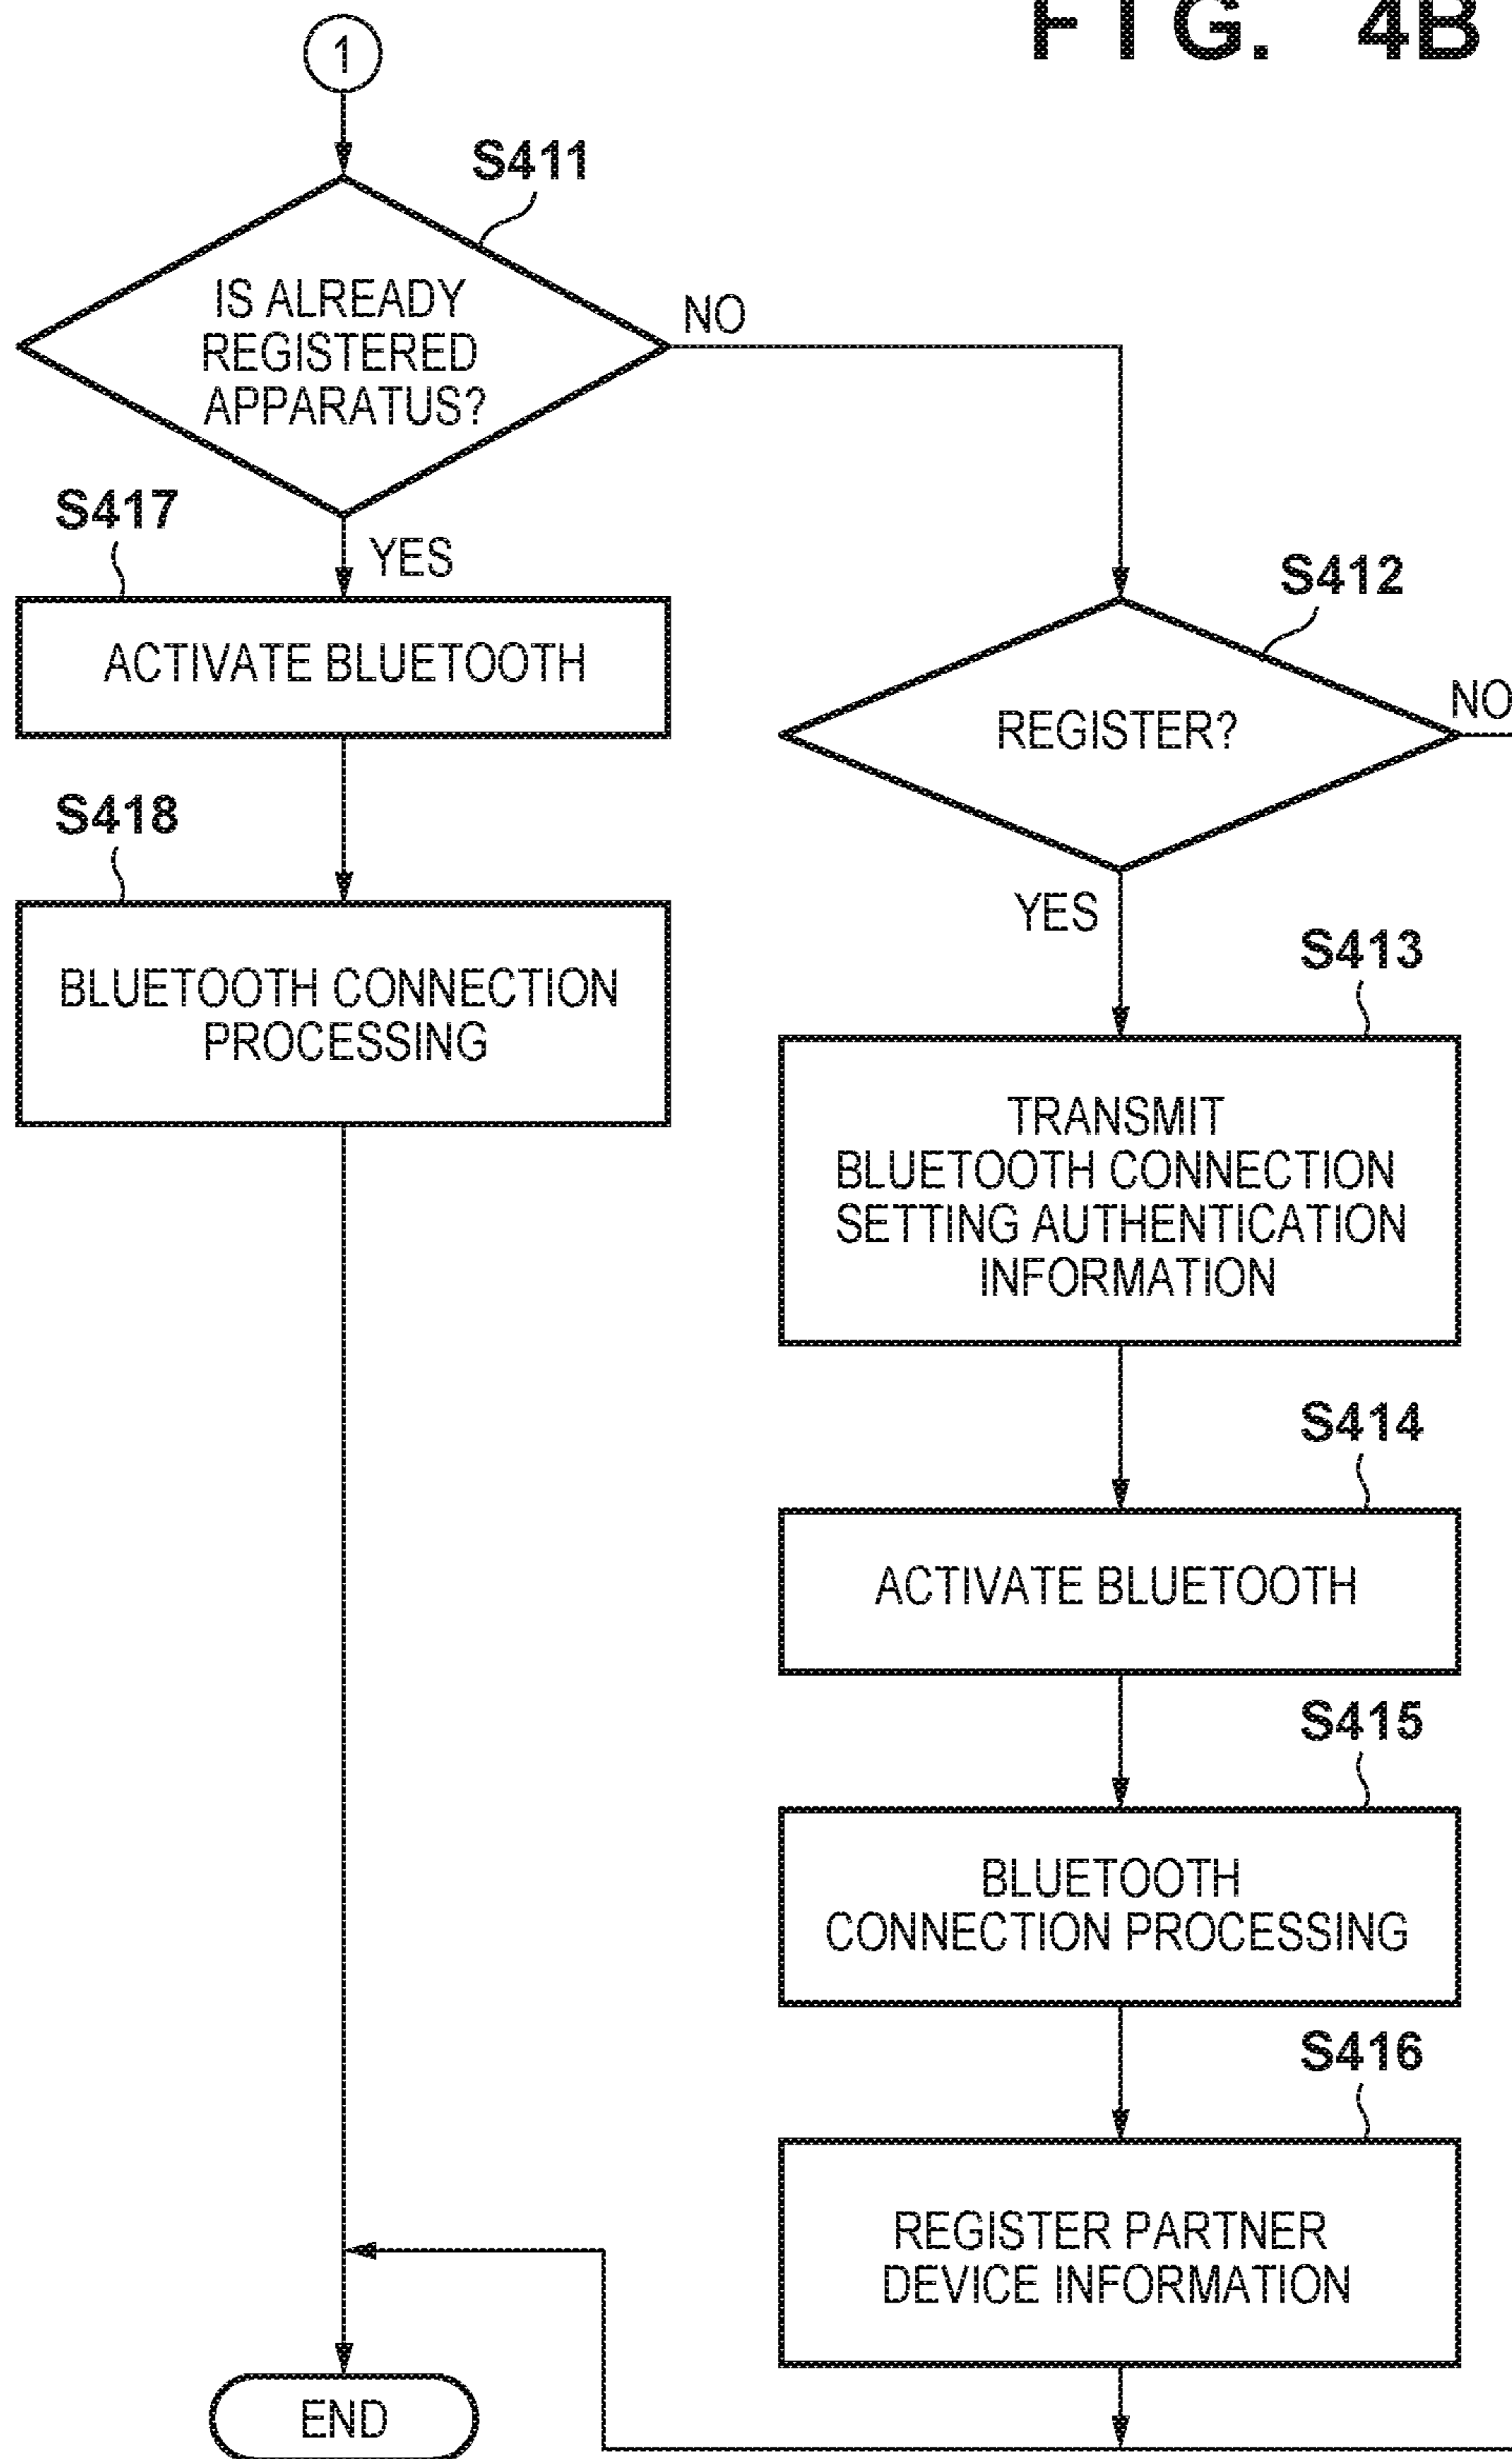 FIG. 4B
1
S411
IS ALREADY
REGISTERED
APPARATUS?
NO
YES
S417
ACTIVATE BLUETOOTH
S418
BLUETOOTH CONNECTION
PROCESSING
S412
REGISTER?
NO
YES
S413
TRANSMIT
BLUETOOTH CONNECTION
SETTING AUTHENTICATION
INFORMATION
S414
ACTIVATE BLUETOOTH
S415
BLUETOOTH
CONNECTION PROCESSING
S416
REGISTER PARTNER
DEVICE INFORMATION
END